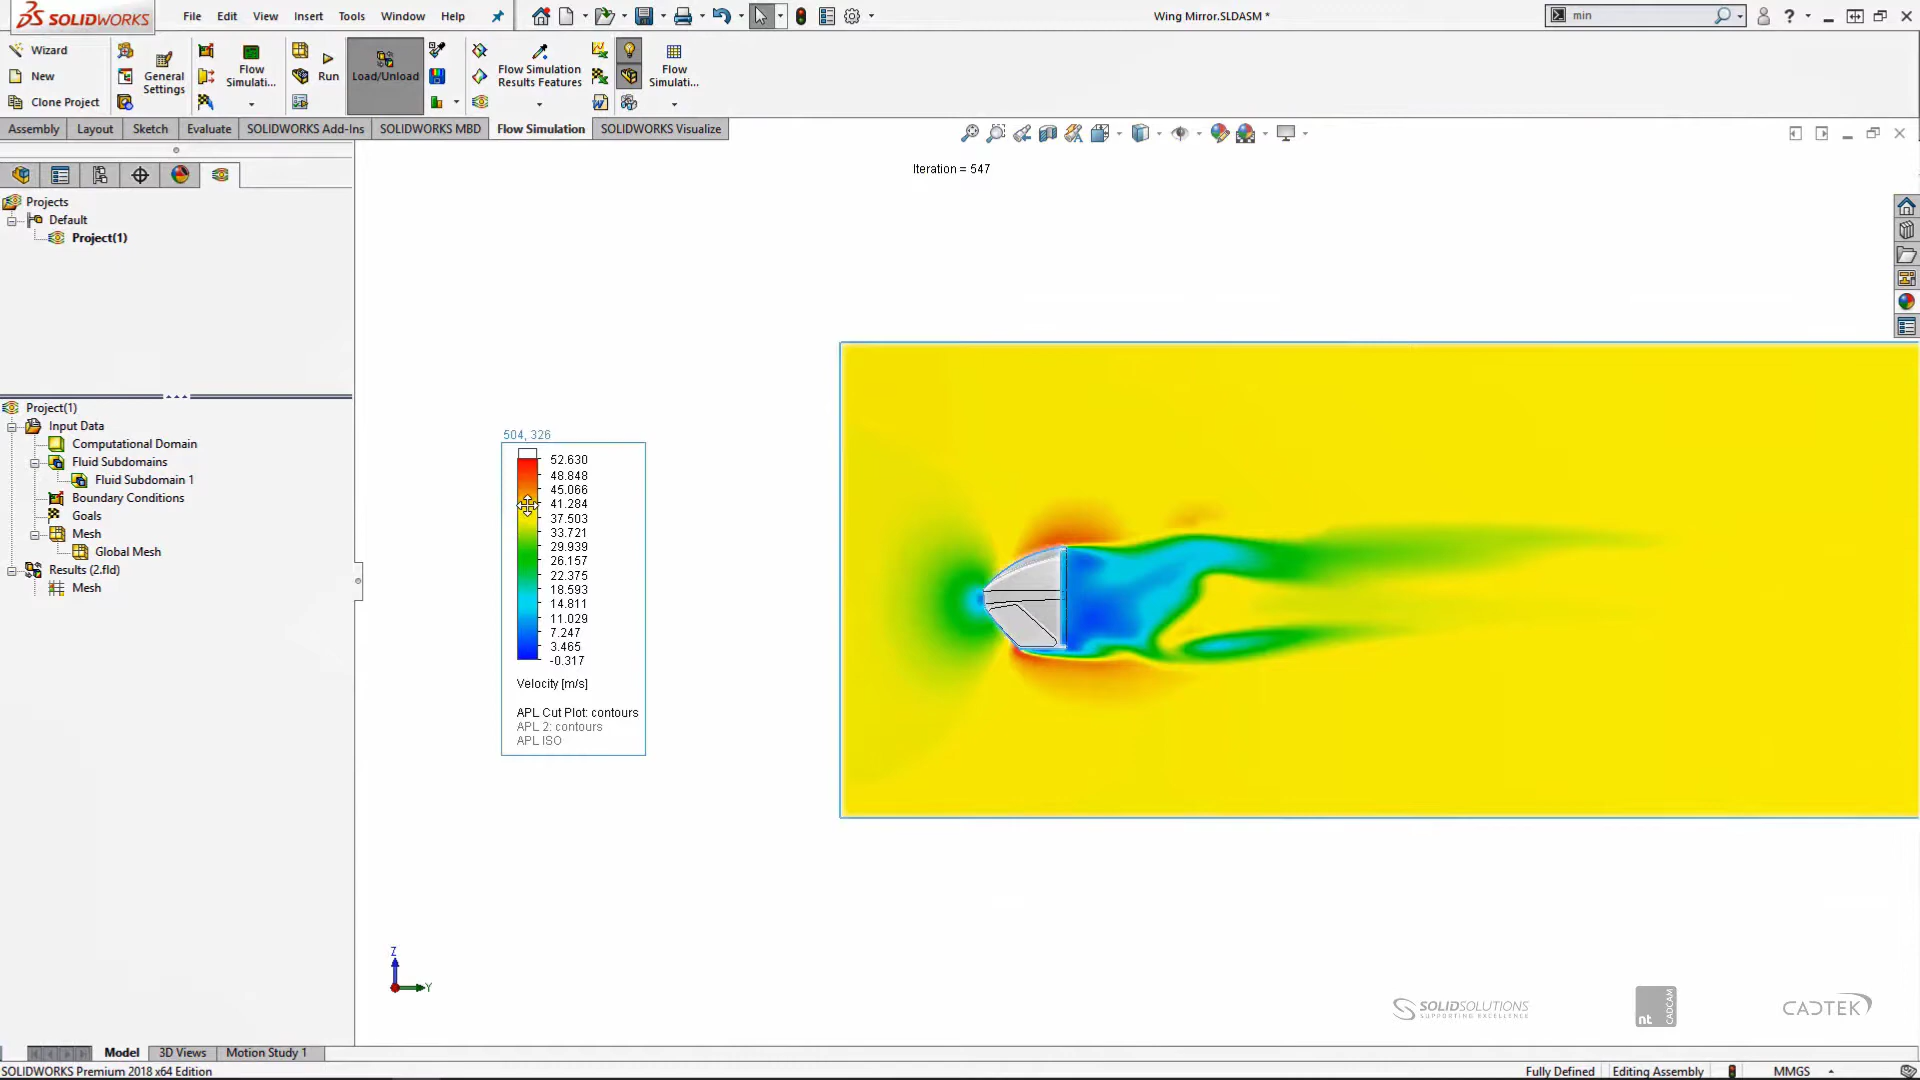 SOLIDWORKS
File Edit View Insert Tools Window Help
Wing Mirror.SLDASM *
min
Wizard
New
Clone Project
General Settings
Flow Simulati...
Run
Load/Unload
Flow Simulation Results Features
Flow Simulati...
Assembly Layout Sketch Evaluate SOLIDWORKS Add-Ins SOLIDWORKS MBD Flow Simulation SOLIDWORKS Visualize
Iteration = 547
Projects
Default
Project(1)
Project(1)
Input Data
Computational Domain
Fluid Subdomains
Fluid Subdomain 1
Boundary Conditions
Goals
Mesh
Global Mesh
Results (2.fld)
Mesh
504, 326
52.630
48.848
45.066
41.284
37.503
33.721
29.939
26.157
22.375
18.593
14.811
11.029
7.247
3.465
-0.317
Velocity [m/s]
APL Cut Plot: contours
APL 2: contours
APL ISO
Z
Y
SOLIDSOLUTIONS
SUPPORTING EXCELLENCE
nt CADCAM
CADTEK
Model 3D Views Motion Study 1
SOLIDWORKS Premium 2018 x64 Edition
Fully Defined Editing Assembly MMGS